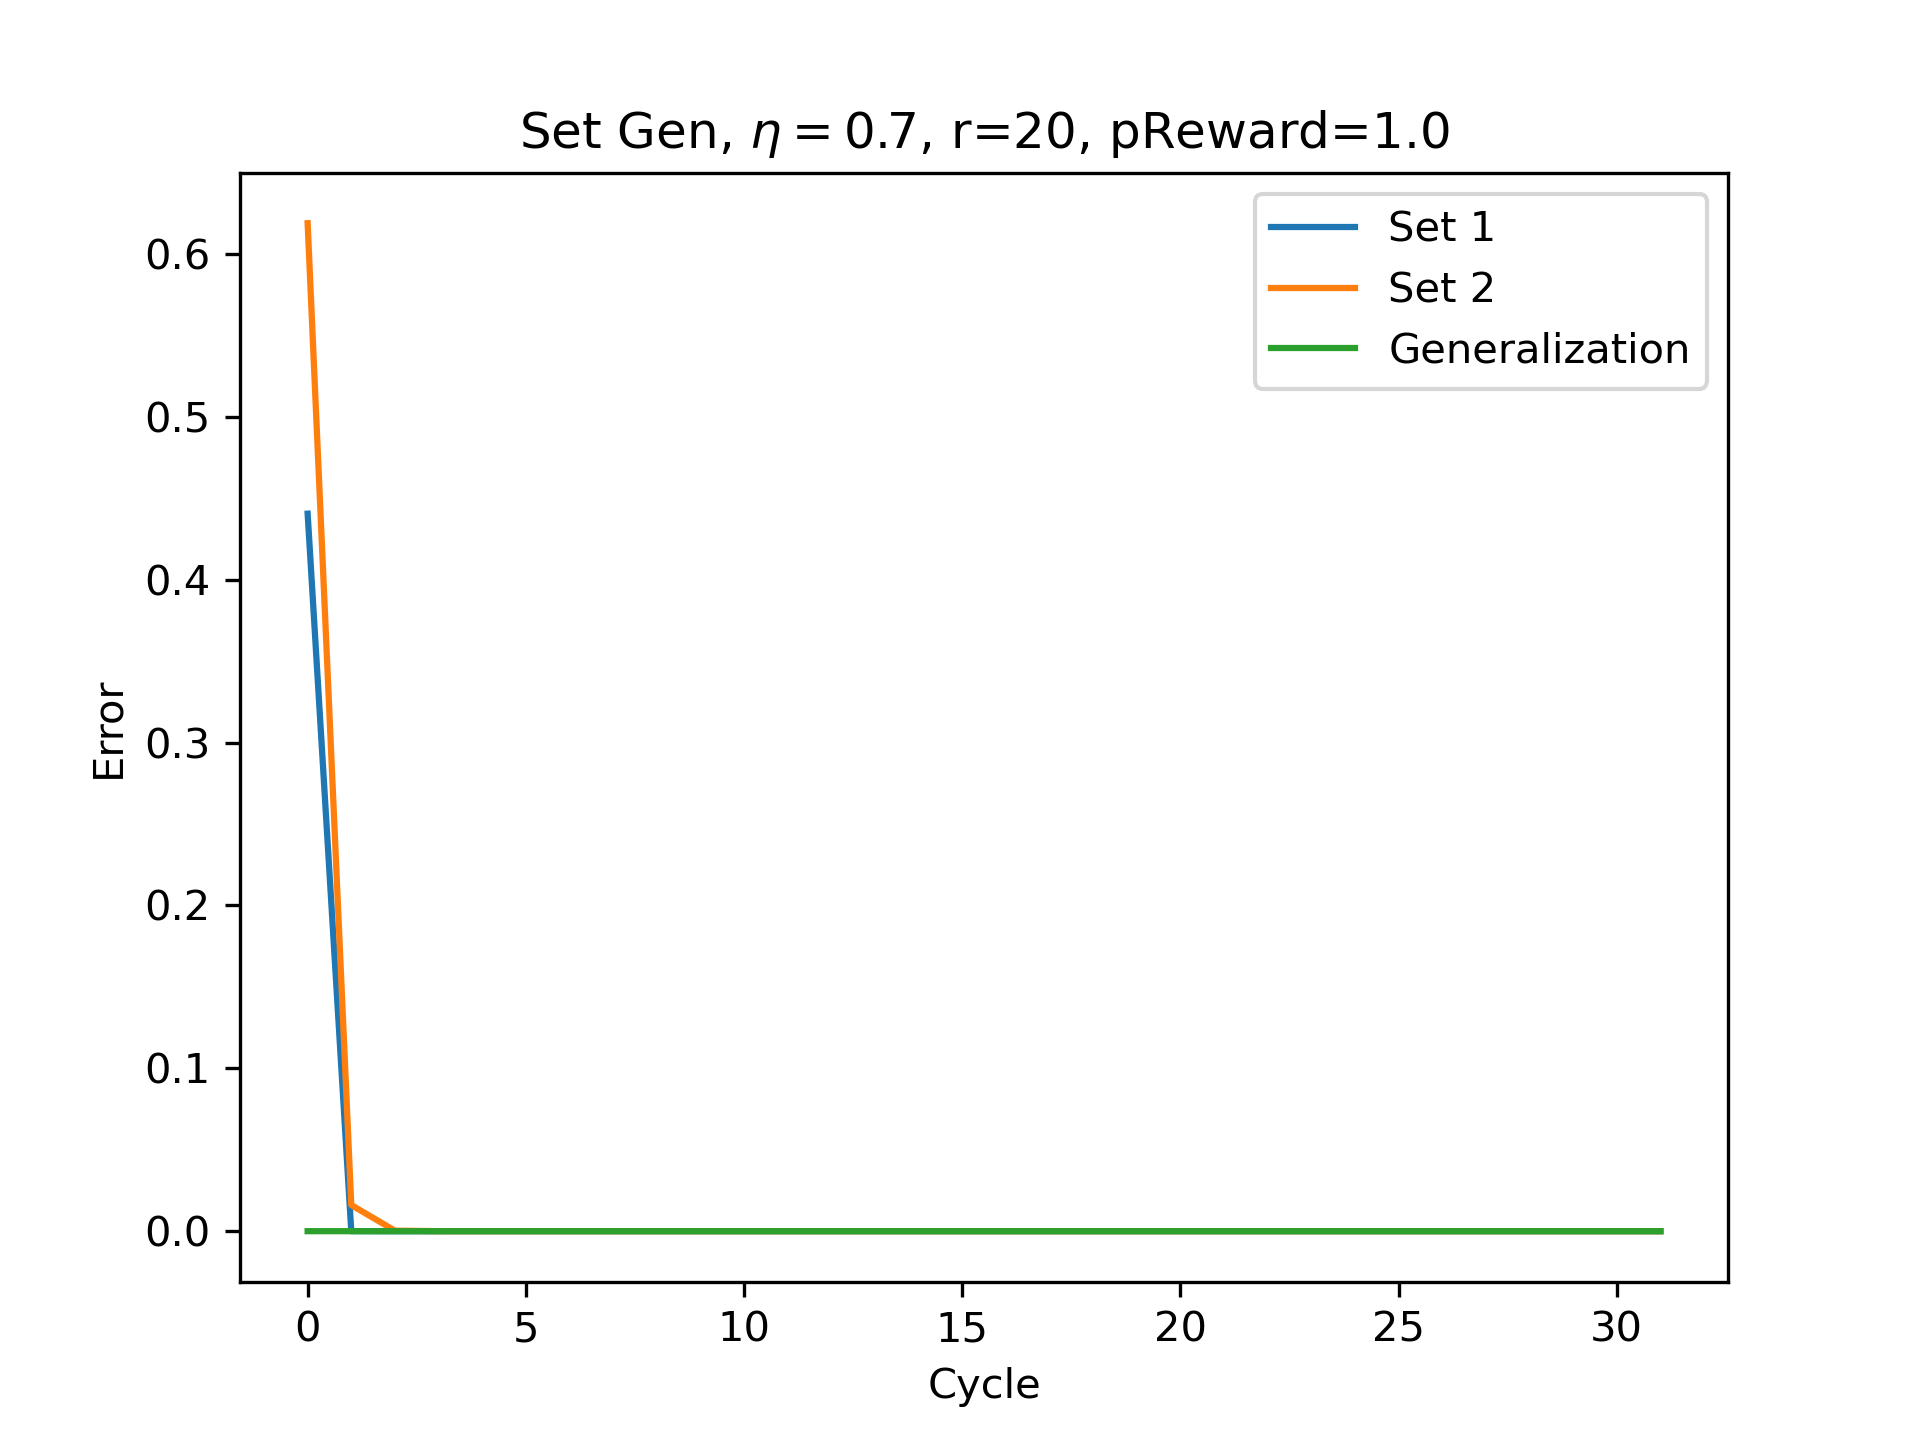 Set Gen, η = 0.7, r=20, pReward=1.0
Set 1
Set 2
Generalization
Error
0.6
0.5
0.4
0.3
0.2
0.1
0.0
0 5 10 15 20 25 30
Cycle